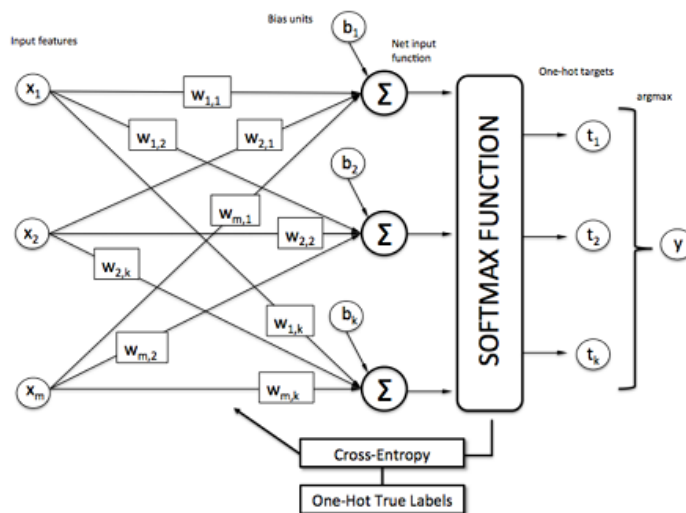 Bias units
b1
Input features
Net input
function
One-hot targets
argmax
x1
w1,1
Σ
w1,2
w2,1
t1
b2
wm,1
x2
w2,2
Σ
SOFTMAX FUNCTION
t2
y
w2,k
bk
w1,k
wm,2
tk
xm
wm,k
Σ
Cross-Entropy
One-Hot True Labels